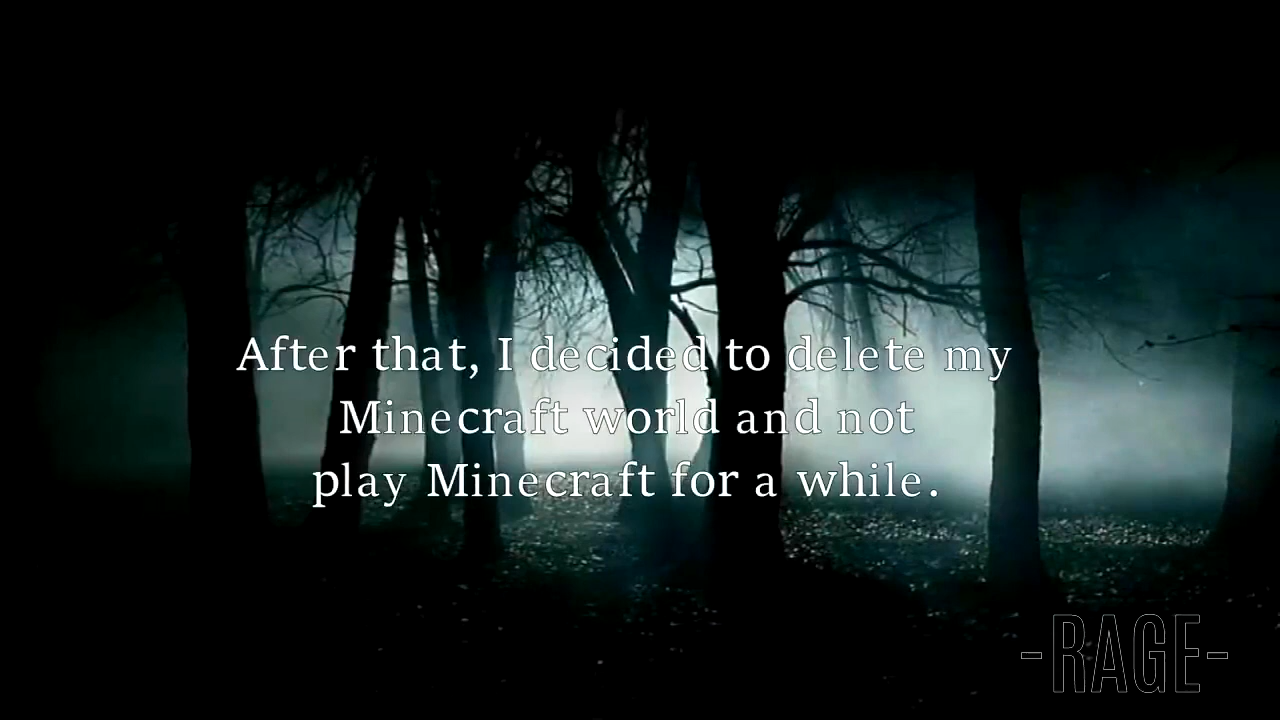 After that, I decided to delete my
Minecraft world and not
play Minecraft for a while.
-RAGE-